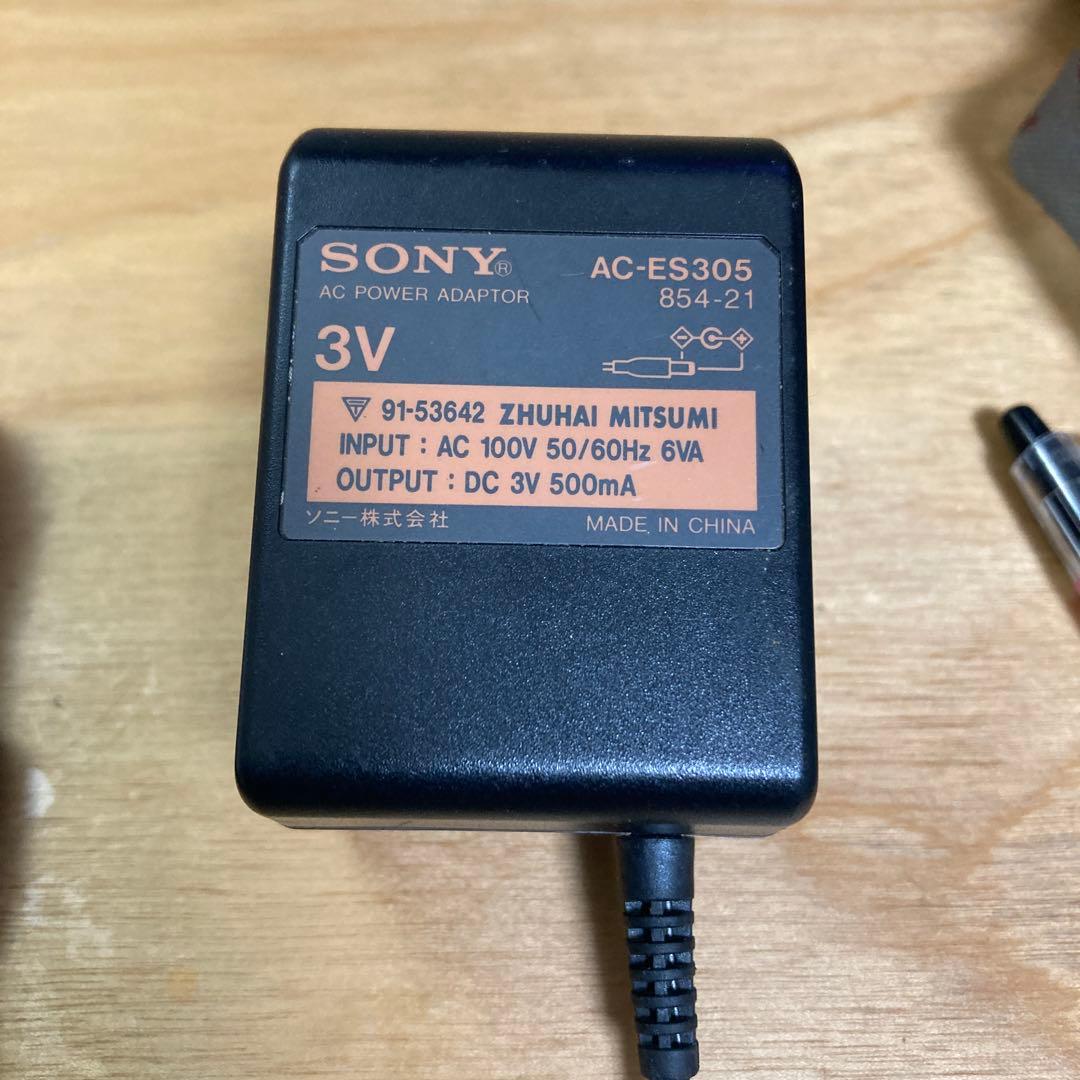 SONY®
AC POWER ADAPTOR
AC-ES305
854-21
3V
91-53642 ZHUHAI MITSUMI
INPUT : AC 100V 50/60Hz 6VA
OUTPUT : DC 3V 500mA
ソニー株式会社
MADE IN CHINA